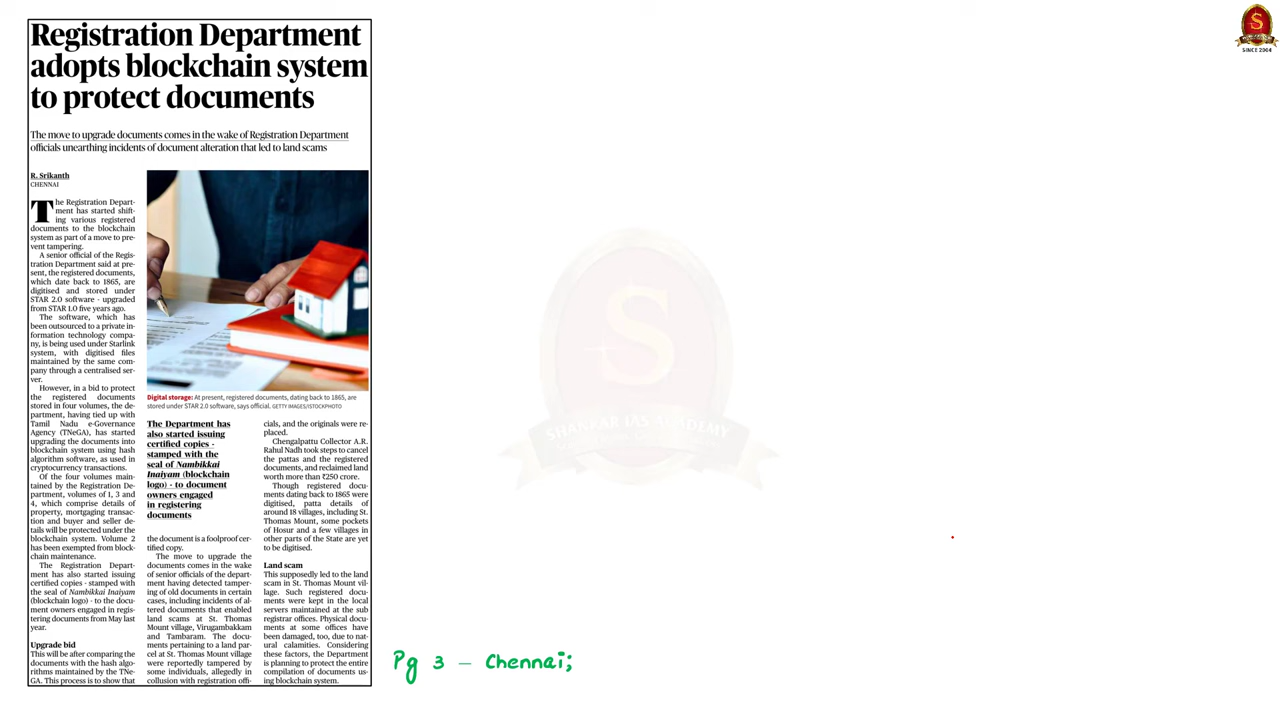 Registration Department
adopts blockchain system
to protect documents
The move to upgrade documents comes in the wake of Registration Department
officials unearthing incidents of document alteration that led to land scams
R. Srikanth
CHENNAI
The Registration Depart-
ment has started shift-
ing various registered
documents to the blockchain
system as part of a move to pre-
vent tampering.
A senior official of the Regis-
tration Department said at pre-
sent, the registered documents,
which date back to 1865, are
digitised and stored under
STAR 2.0 software - upgraded
from STAR 1.0 five years ago.
The software, which has
been outsourced to a private in-
formation technology compa-
ny, is being used under Starlink
system, with digitised files
maintained by the same com-
pany through a centralised ser-
ver.
However, in a bid to protect
the registered documents
stored in four volumes, the de-
partment, having tied up with
Tamil Nadu e-Governance
Agency (TNeGA), has started
upgrading the documents into
blockchain system using hash
algorithm software, as used in
cryptocurrency transactions.
Of the four volumes main-
tained by the Registration De-
partment, volumes of 1, 3 and
4, which comprise details of
property, mortgaging transac-
tion and buyer and seller de-
tails will be protected under the
blockchain system. Volume 2
has been exempted from block-
chain maintenance.
The Registration Depart-
ment has also started issuing
certified copies - stamped with
the seal of Nambikkai Inaiyam
(blockchain logo) - to the docu-
ment owners engaged in regis-
tering documents from May last
year.
Upgrade bid
This will be after comparing the
documents with the hash algo-
rithms maintained by the TNe-
GA. This process is to show that
Digital storage: At present, registered documents, dating back to 1865, are
stored under STAR 2.0 software, says official. GETTY IMAGES/ISTOCKPHOTO
The Department has
also started issuing
certified copies -
stamped with the
seal of Nambikkai
Inaiyam (blockchain
logo) - to document
owners engaged
in registering
documents
the document is a foolproof cer-
tified copy.
The move to upgrade the
documents comes in the wake
of senior officials of the depart-
ment having detected tamper-
ing of old documents in certain
cases, including incidents of al-
tered documents that enabled
land scams at St. Thomas
Mount village, Virugambakkam
and Tambaram. The docu-
ments pertaining to a land par-
cel at St. Thomas Mount village
were reportedly tampered by
some individuals, allegedly in
collusion with registration offi-
cials, and the originals were re-
placed.
Chengalpattu Collector A.R.
Rahul Nadh took steps to cancel
the pattas and the registered
documents, and reclaimed land
worth more than ₹250 crore.
Though registered docu-
ments dating back to 1865 were
digitised, patta details of
around 18 villages, including St.
Thomas Mount, some pockets
of Hosur and a few villages in
other parts of the State are yet
to be digitised.
Land scam
This supposedly led to the land
scam in St. Thomas Mount vil-
lage. Such registered docu-
ments were kept in the local
servers maintained at the sub
registrar offices. Physical docu-
ments at some offices have
been damaged, too, due to nat-
ural calamities. Considering
these factors, the Department
is planning to protect the entire
compilation of documents us-
ing blockchain system.
Pg 3 – Chennai;
S
SHANKAR IAS ACADEMY
S
SINCE 2004